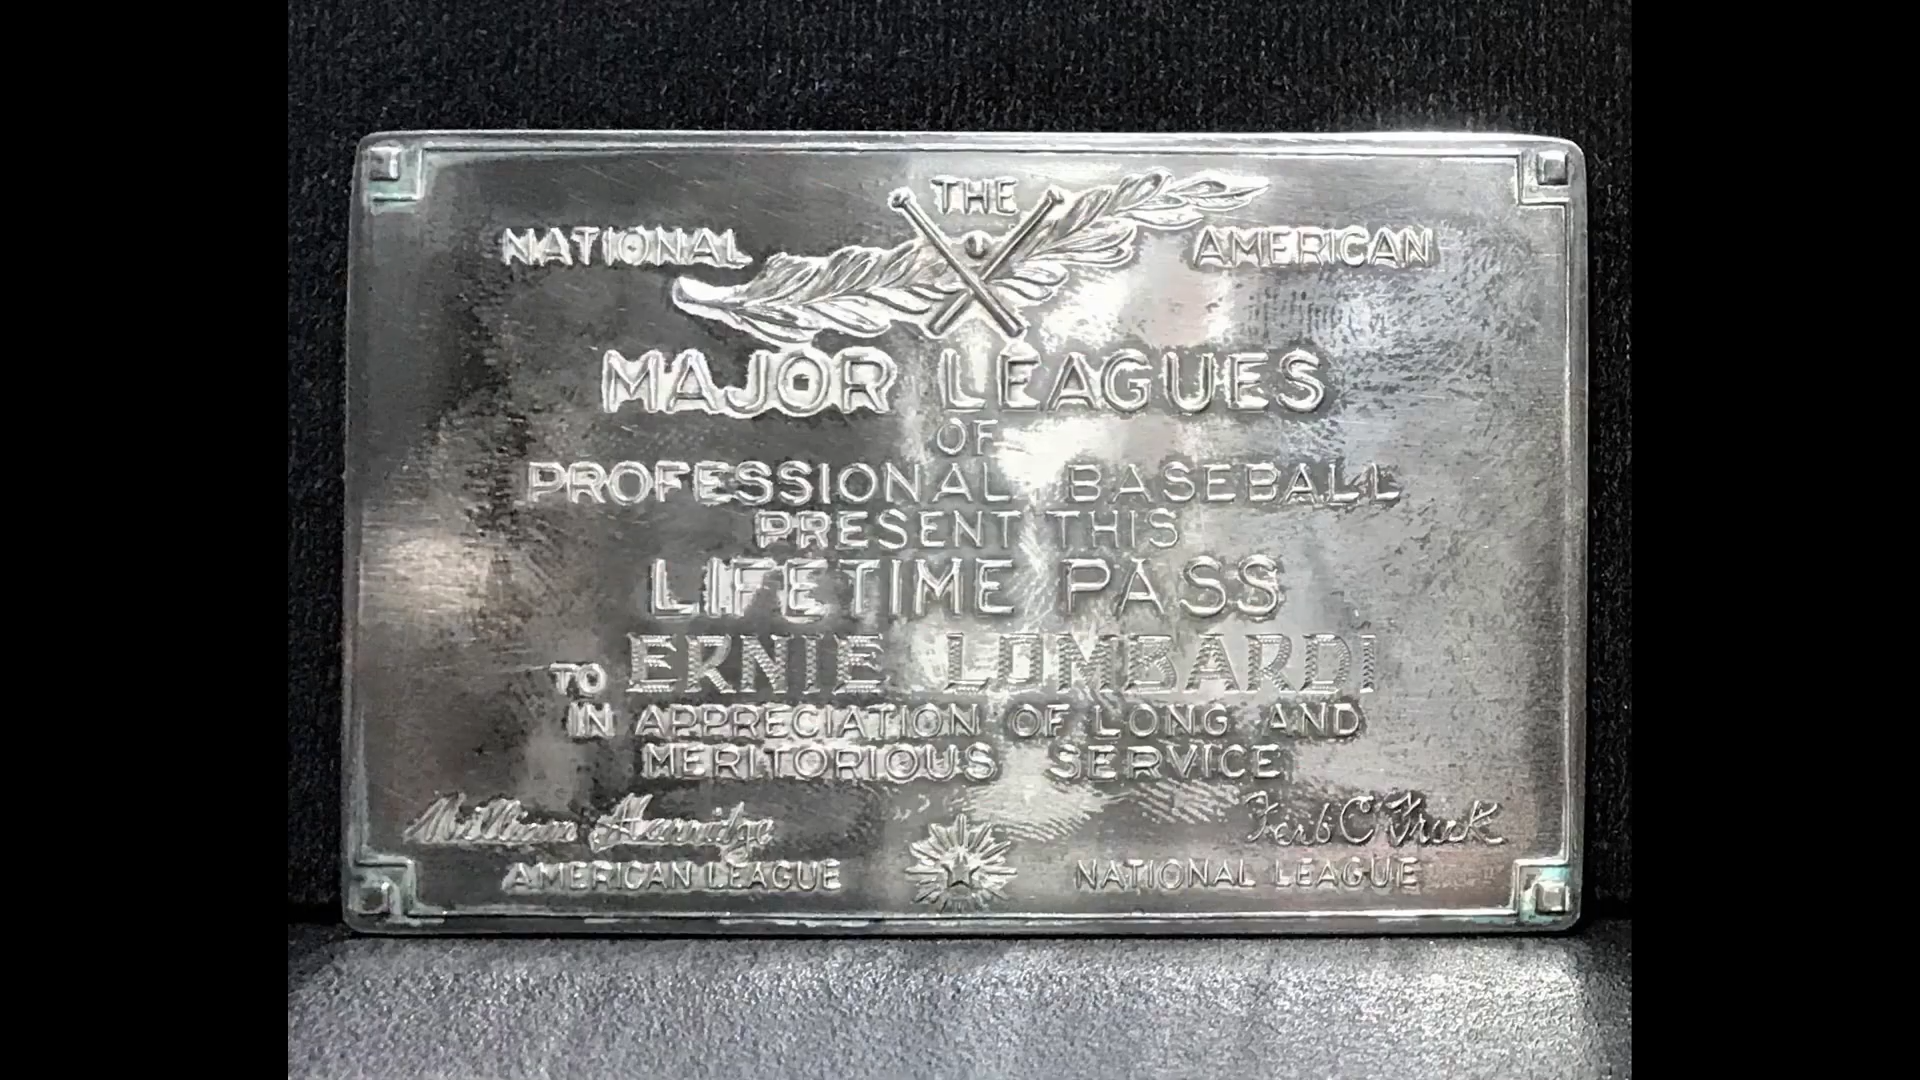 THE
NATIONAL AMERICAN
MAJOR LEAGUES
OF
PROFESSIONAL BASEBALL
PRESENT THIS
LIFETIME PASS
TO ERNIE LOMBARDI
IN APPRECIATION OF LONG AND
MERITORIOUS SERVICE
William Harridge Ford C Frick
AMERICAN LEAGUE NATIONAL LEAGUE